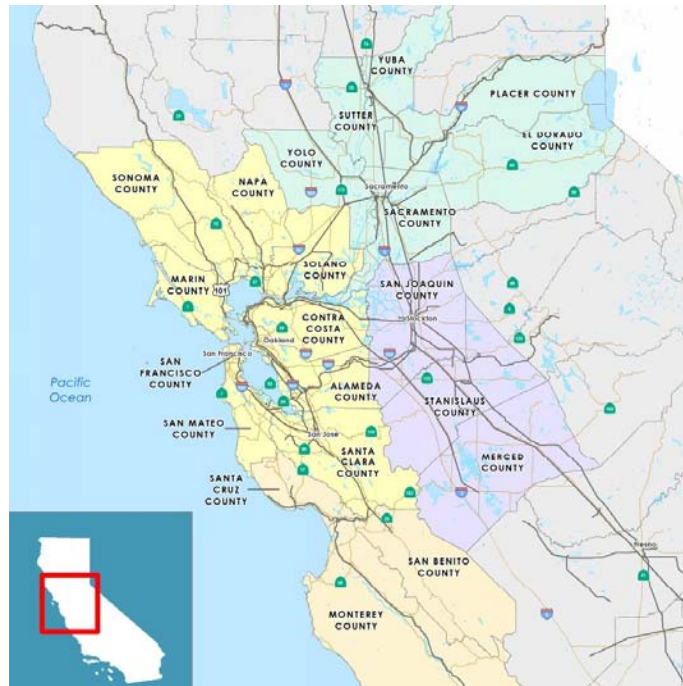 YUBA
COUNTY
PLACER COUNTY
SUTTER
COUNTY
EL DORADO
COUNTY
YOLO
COUNTY
SONOMA
COUNTY
NAPA
COUNTY
Sacramento
SACRAMENTO
COUNTY
SOLANO
COUNTY
MARIN
COUNTY
101
SAN JOAQUIN
COUNTY
Stockton
CONTRA
COSTA
COUNTY
Oakland
San Francisco
SAN
FRANCISCO
COUNTY
Pacific
Ocean
ALAMEDA
COUNTY
STANISLAUS
COUNTY
SAN MATEO
COUNTY
San Jose
SANTA
CLARA
COUNTY
MERCED
COUNTY
SANTA
CRUZ
COUNTY
Fresno
SAN BENITO
COUNTY
MONTEREY
COUNTY